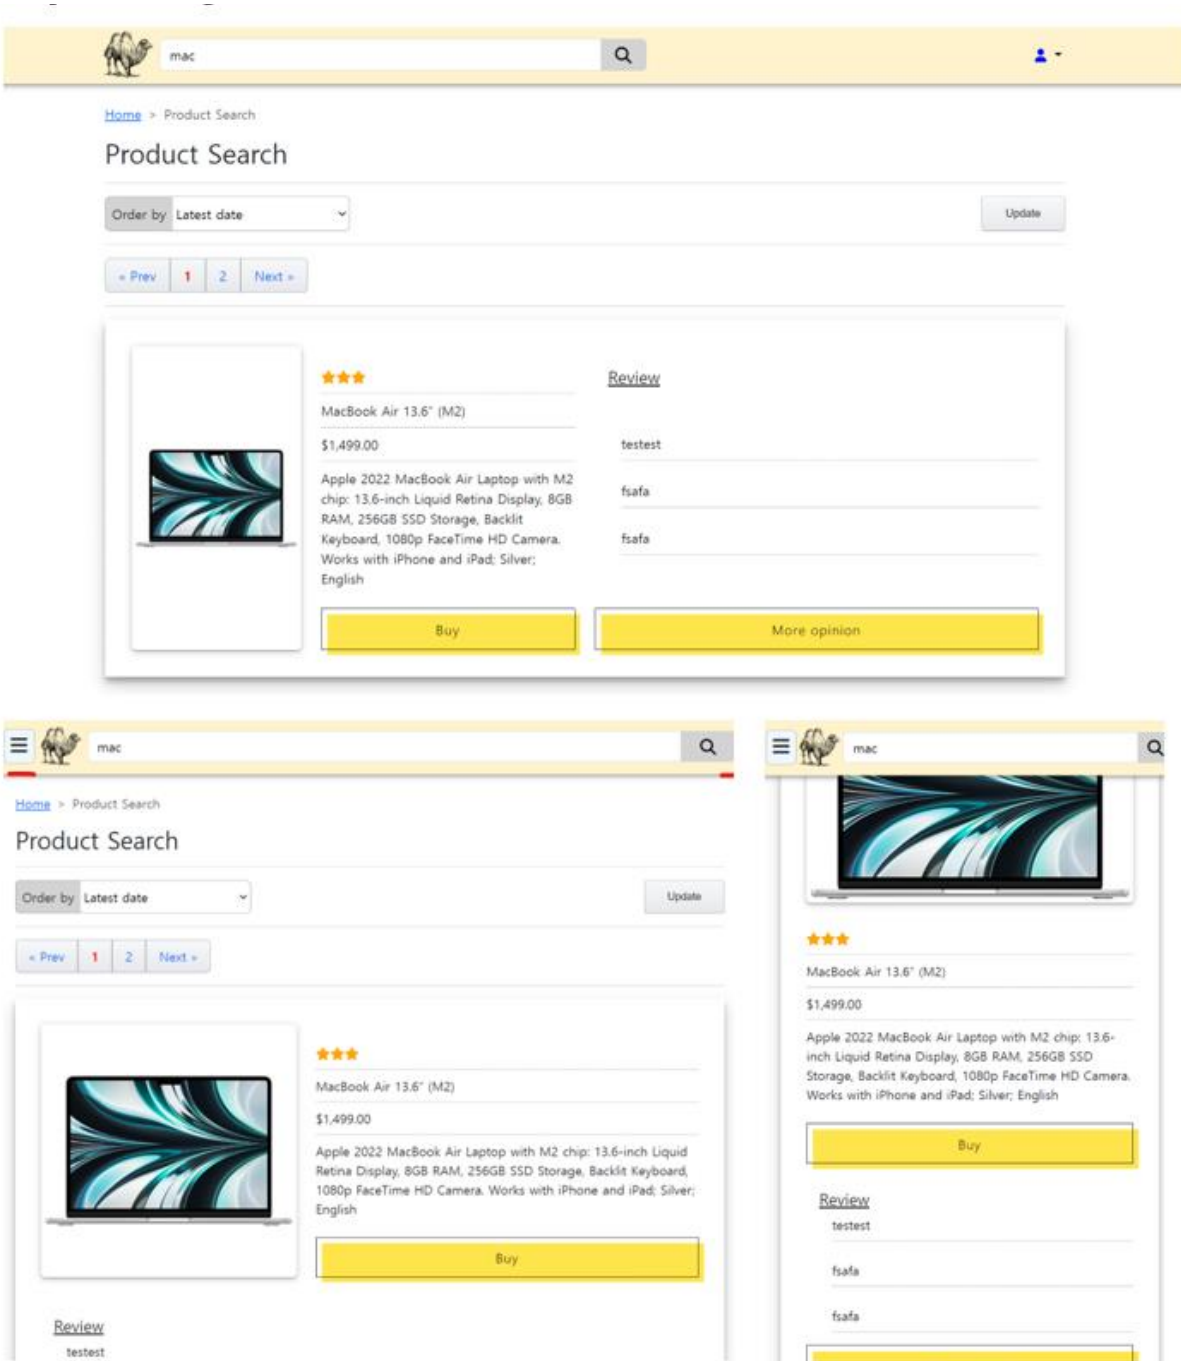 mac
Home > Product Search
Product Search
Order by Latest date
Update
« Prev 1 2 Next »
Review
MacBook Air 13.6" (M2)
$1,499.00
testest
Apple 2022 MacBook Air Laptop with M2
chip: 13.6-inch Liquid Retina Display, 8GB
RAM, 256GB SSD Storage, Backlit
Keyboard, 1080p FaceTime HD Camera.
Works with iPhone and iPad; Silver;
English
fsafa
fsafa
Buy
More opinion
mac
Home > Product Search
Product Search
Order by Latest date
Update
« Prev 1 2 Next »
MacBook Air 13.6" (M2)
$1,499.00
Apple 2022 MacBook Air Laptop with M2 chip: 13.6-inch Liquid
Retina Display, 8GB RAM, 256GB SSD Storage, Backlit Keyboard,
1080p FaceTime HD Camera. Works with iPhone and iPad; Silver;
English
Buy
Review
testest
mac
MacBook Air 13.6" (M2)
$1,499.00
Apple 2022 MacBook Air Laptop with M2 chip: 13.6-
inch Liquid Retina Display, 8GB RAM, 256GB SSD
Storage, Backlit Keyboard, 1080p FaceTime HD Camera.
Works with iPhone and iPad; Silver; English
Buy
Review
testest
fsafa
fsafa